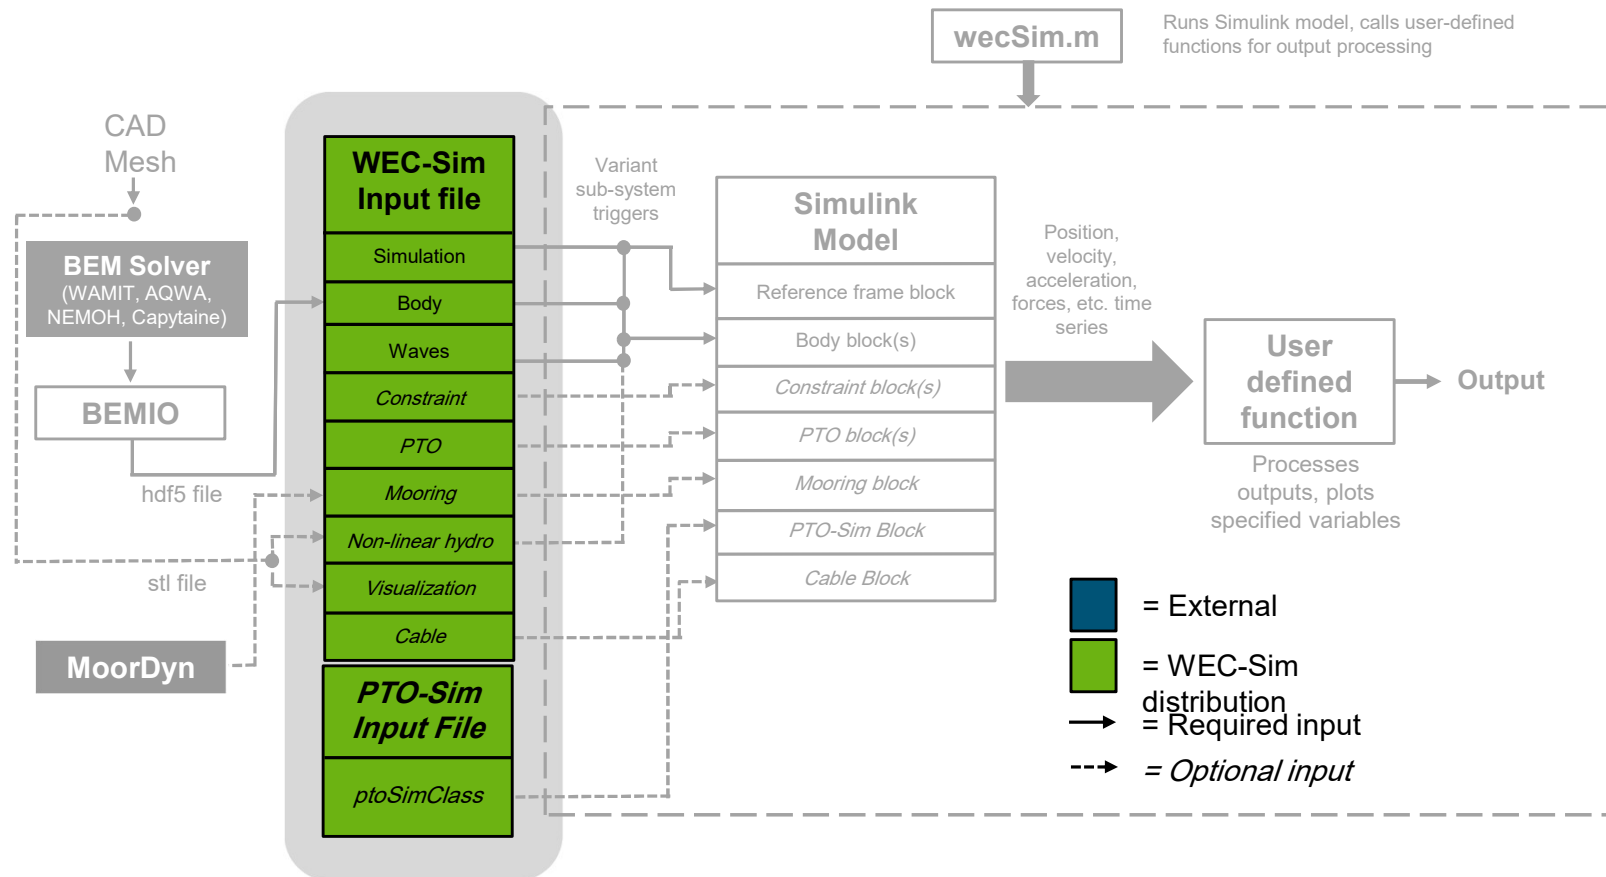 wecSim.m
Runs Simulink model, calls user-defined
functions for output processing
CAD
Mesh
BEM Solver
(WAMIT, AQWA,
NEMOH, Capytaine)
BEMIO
hdf5 file
stl file
MoorDyn
WEC-Sim
Input file
Simulation
Body
Waves
Constraint
PTO
Mooring
Non-linear hydro
Visualization
Cable
PTO-Sim
Input File
ptoSimClass
Variant
sub-system
triggers
Simulink
Model
Reference frame block
Body block(s)
Constraint block(s)
PTO block(s)
Mooring block
PTO-Sim Block
Cable Block
Position,
velocity,
acceleration,
forces, etc. time
series
User
defined
function
Output
Processes
outputs, plots
specified variables
= External
= WEC-Sim
distribution
= Required input
= Optional input